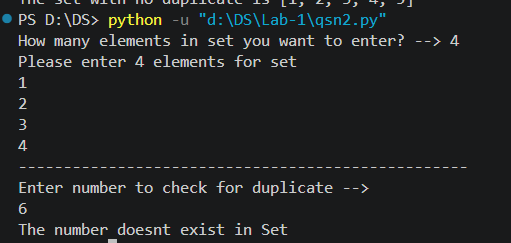 The set with no duplicate is [1, 2, 3, 4, 5]
PS D:\DS> python -u "d:\DS\Lab-1\qsn2.py"
How many elements in set you want to enter? --> 4
Please enter 4 elements for set
1
2
3
4
--------------------------------------------------
Enter number to check for duplicate -->
6
The number doesnt exist in Set